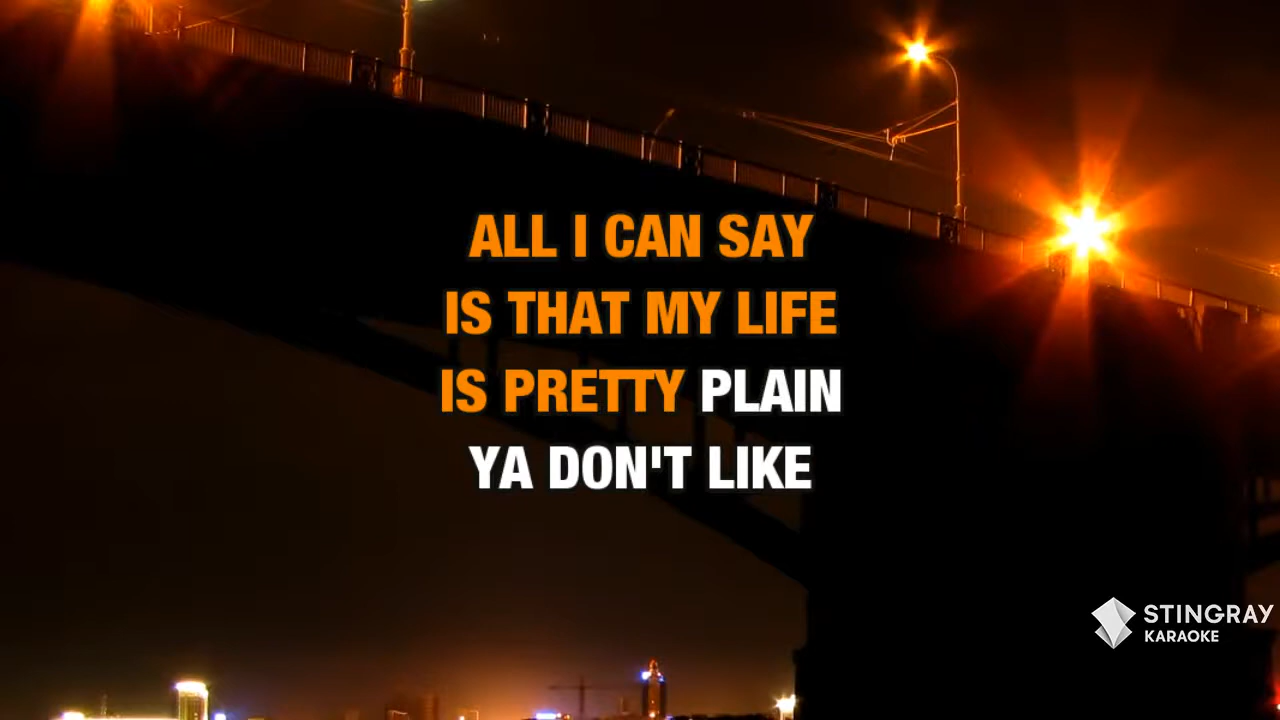 ALL I CAN SAY
IS THAT MY LIFE
IS PRETTY PLAIN
YA DON'T LIKE
STINGRAY
KARAOKE